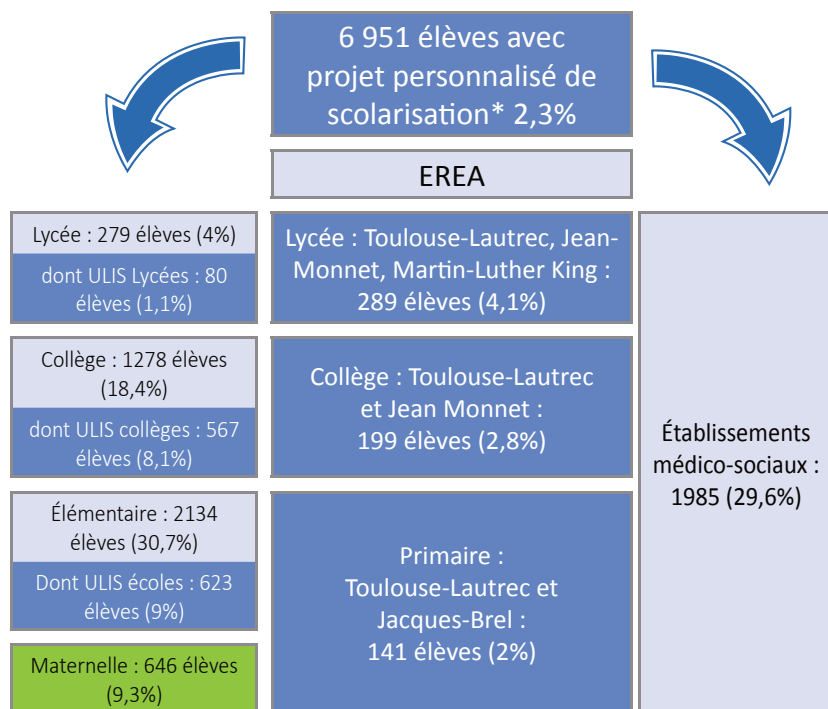 6 951 élèves avec
projet personnalisé de
scolarisation* 2,3%
EREA
Lycée : 279 élèves (4%)
dont ULIS Lycées : 80
élèves (1,1%)
Collège : 1278 élèves
(18,4%)
dont ULIS collèges : 567
élèves (8,1%)
Élémentaire : 2134
élèves (30,7%)
Dont ULIS écoles : 623
élèves (9%)
Maternelle : 646 élèves
(9,3%)
Lycée : Toulouse-Lautrec, Jean-
Monnet, Martin-Luther King :
289 élèves (4,1%)
Collège : Toulouse-Lautrec
et Jean Monnet :
199 élèves (2,8%)
Primaire :
Toulouse-Lautrec et
Jacques-Brel :
141 élèves (2%)
Établissements
médico-sociaux :
1985 (29,6%)